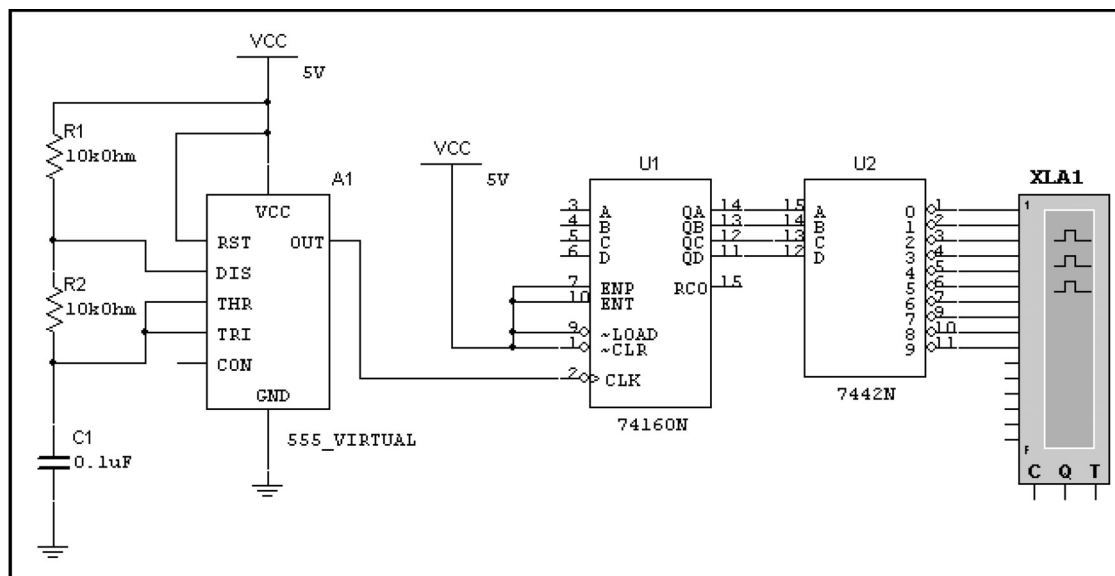 VCC
5V
R1
10kOhm
R2
10kOhm
C1
0.1uF
A1
VCC
RST
OUT
DIS
THR
TRI
CON
GND
555_VIRTUAL
VCC
5V
U1
3 A QA 14
4 B QB 13
5 C QC 12
6 D QD 11
7 ENP RCO 15
10 ENT
9 ~LOAD
1 ~CLR
2 CLK
74160N
U2
15 A 0 1
14 B 1 2
13 C 2 3
12 D 3 4
4 5
5 6
6 7
7 9
8 10
9 11
7442N
XLA1
1
F
C Q T